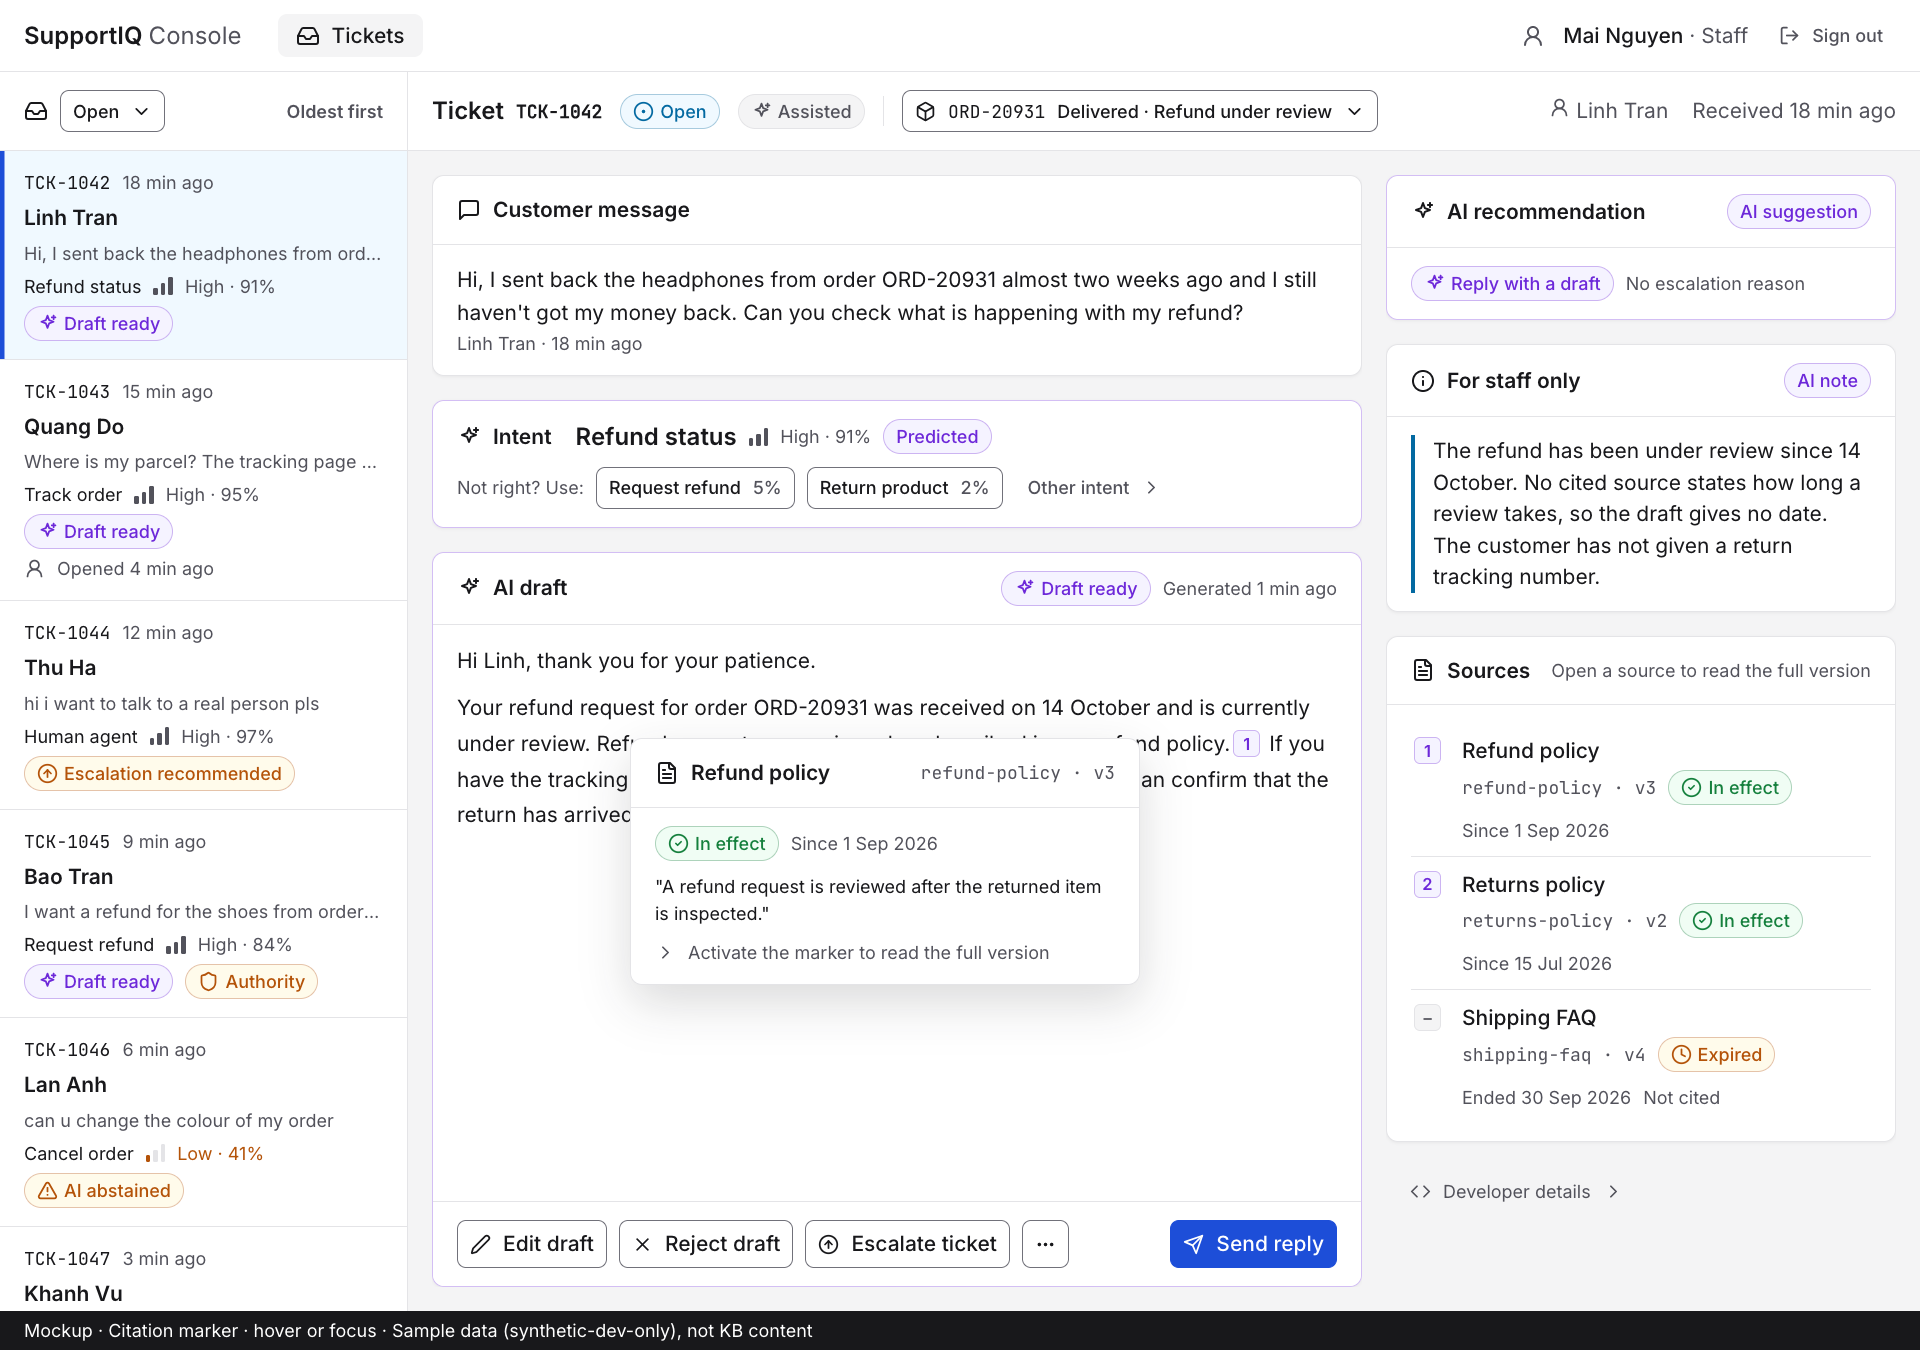 SupportIQ Console
Tickets
Mai Nguyen · Staff
Sign out
Open
Oldest first
TCK-1042 18 min ago
Linh Tran
Hi, I sent back the headphones from ord...
Refund status High · 91%
Draft ready
TCK-1043 15 min ago
Quang Do
Where is my parcel? The tracking page ...
Track order High · 95%
Draft ready
Opened 4 min ago
TCK-1044 12 min ago
Thu Ha
hi i want to talk to a real person pls
Human agent High · 97%
Escalation recommended
TCK-1045 9 min ago
Bao Tran
I want a refund for the shoes from order...
Request refund High · 84%
Draft ready Authority
TCK-1046 6 min ago
Lan Anh
can u change the colour of my order
Cancel order Low · 41%
AI abstained
TCK-1047 3 min ago
Khanh Vu
Ticket TCK-1042 Open Assisted
ORD-20931 Delivered · Refund under review
Linh Tran Received 18 min ago
Customer message
Hi, I sent back the headphones from order ORD-20931 almost two weeks ago and I still
haven't got my money back. Can you check what is happening with my refund?
Linh Tran · 18 min ago
Intent Refund status High · 91% Predicted
Not right? Use: Request refund 5% Return product 2% Other intent
AI draft
Draft ready Generated 1 min ago
Hi Linh, thank you for your patience.
Your refund request for order ORD-20931 was received on 14 October and is currently
under review. policy. 1 If you
have the tracking confirm that the
return has
Refund policy refund-policy · v3
In effect Since 1 Sep 2026
"A refund request is reviewed after the returned item
is inspected."
Activate the marker to read the full version
Edit draft
Reject draft
Escalate ticket
...
Send reply
AI recommendation AI suggestion
Reply with a draft No escalation reason
For staff only AI note
The refund has been under review since 14
October. No cited source states how long a
review takes, so the draft gives no date.
The customer has not given a return
tracking number.
Sources Open a source to read the full version
1 Refund policy
refund-policy · v3 In effect
Since 1 Sep 2026
2 Returns policy
returns-policy · v2 In effect
Since 15 Jul 2026
– Shipping FAQ
shipping-faq · v4 Expired
Ended 30 Sep 2026 Not cited
Developer details
Mockup · Citation marker · hover or focus · Sample data (synthetic-dev-only), not KB content